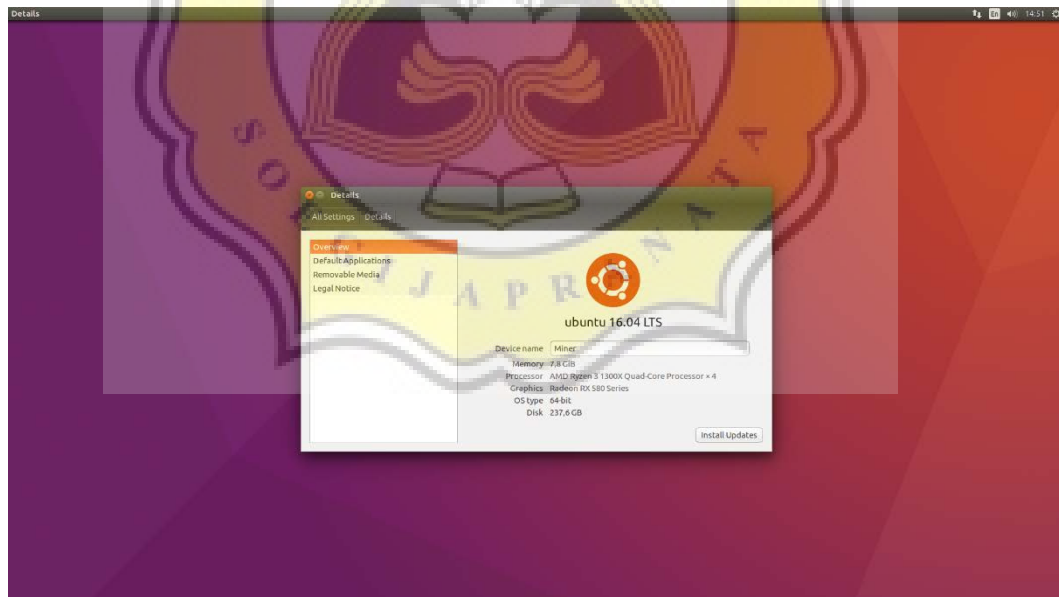 Details
En
14:51
Details
All Settings Details
Overview
Default Applications
Removable Media
Legal Notice
SOEGIJAPRANATA
ubuntu 16.04 LTS
Device name Miner
Memory 7,8 GiB
Processor AMD Ryzen 3 1300X Quad-Core Processor × 4
Graphics Radeon RX 580 Series
OS type 64-bit
Disk 237,6 GB
Install Updates